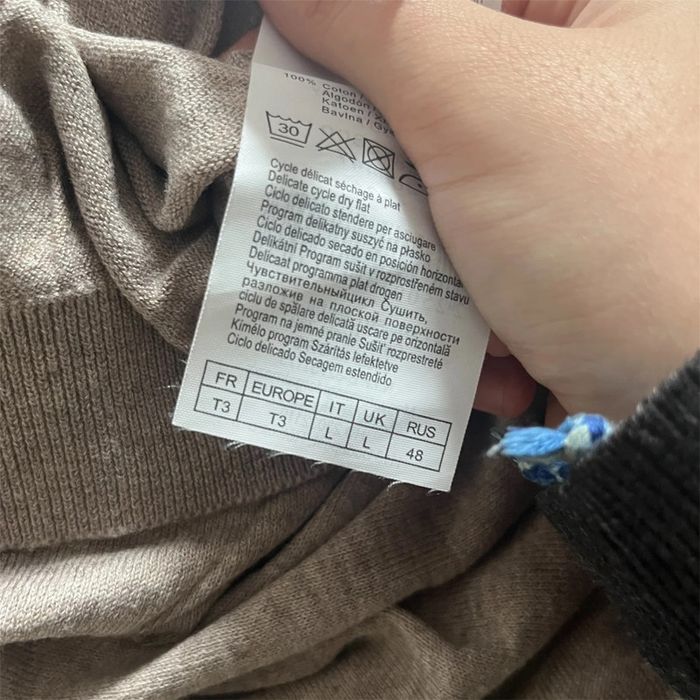 100% Coton /
Algodón /
Katoen /
Bavlna / Gy
30
Cycle délicat séchage à plat
Delicate cycle dry flat
Ciclo delicato stendere per asciugare
Program delikatny suszyć na płasko
Ciclo delicado secado en posición horizontal
Delikátní Program sušit v rozprostřeném stavu
Delicaat programma plat drogen
Чувствительныйцикл Сушить,
разложив на плоской поверхности
ciclu de spălare delicată uscare pe orizontală
Program na jemné pranie Sušiť rozprestreté
Kímélo program Szárítás lefektetve
Ciclo delicado Secagem estendido
FR EUROPE IT UK RUS
T3 T3 L L 48